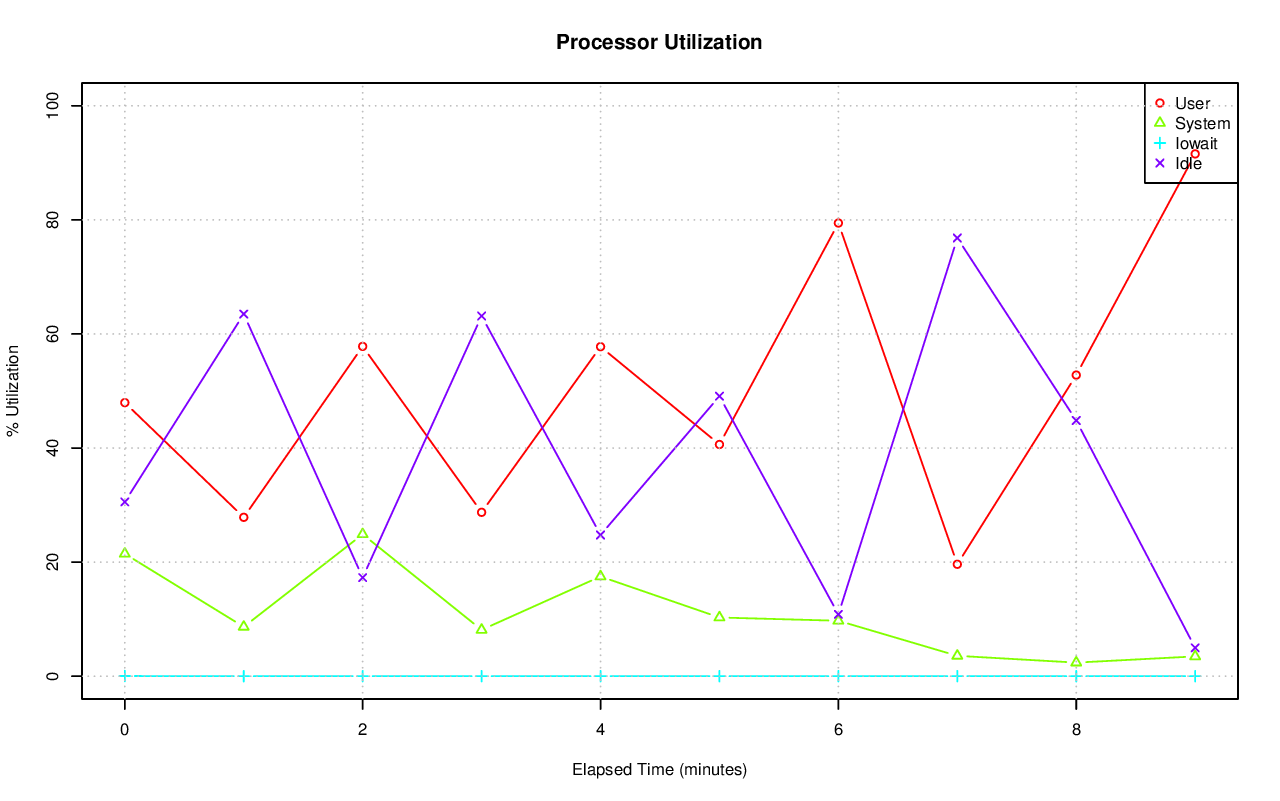 Processor Utilization
100
80
60
40
20
0
% Utilization
User
System
Iowait
Idle
0 2 4 6 8
Elapsed Time (minutes)